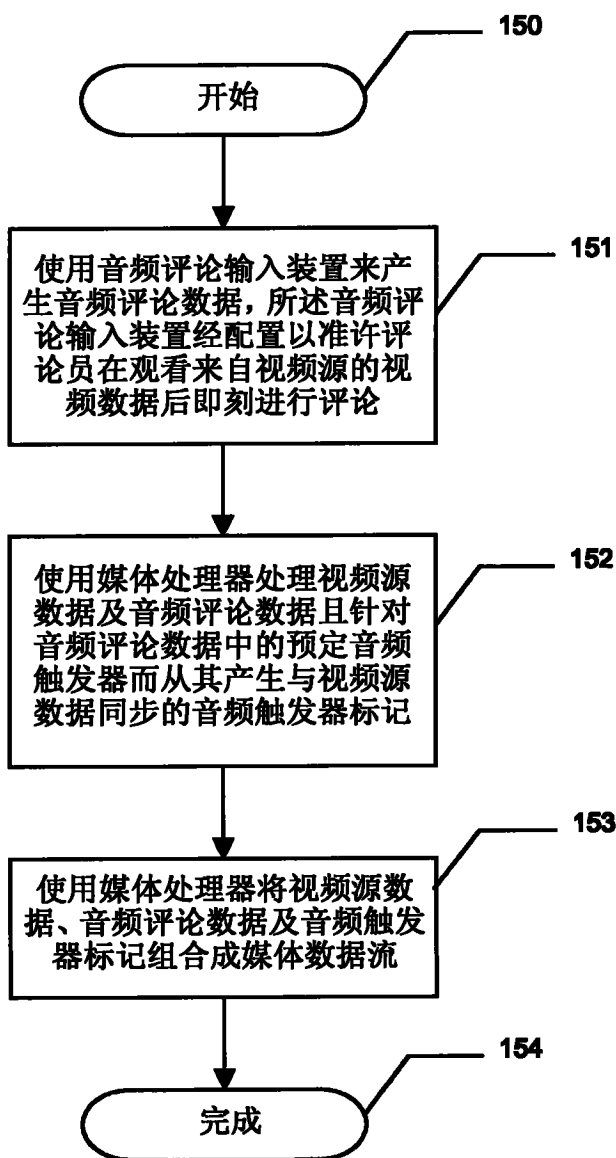 150
开始
151
使用音频评论输入装置来产
生音频评论数据，所述音频评
论输入装置经配置以准许评
论员在观看来自视频源的视
频数据后即刻进行评论
152
使用媒体处理器处理视频源
数据及音频评论数据且针对
音频评论数据中的预定音频
触发器而从其产生与视频源
数据同步的音频触发器标记
153
使用媒体处理器将视频源数
据、音频评论数据及音频触发
器标记组合成媒体数据流
154
完成